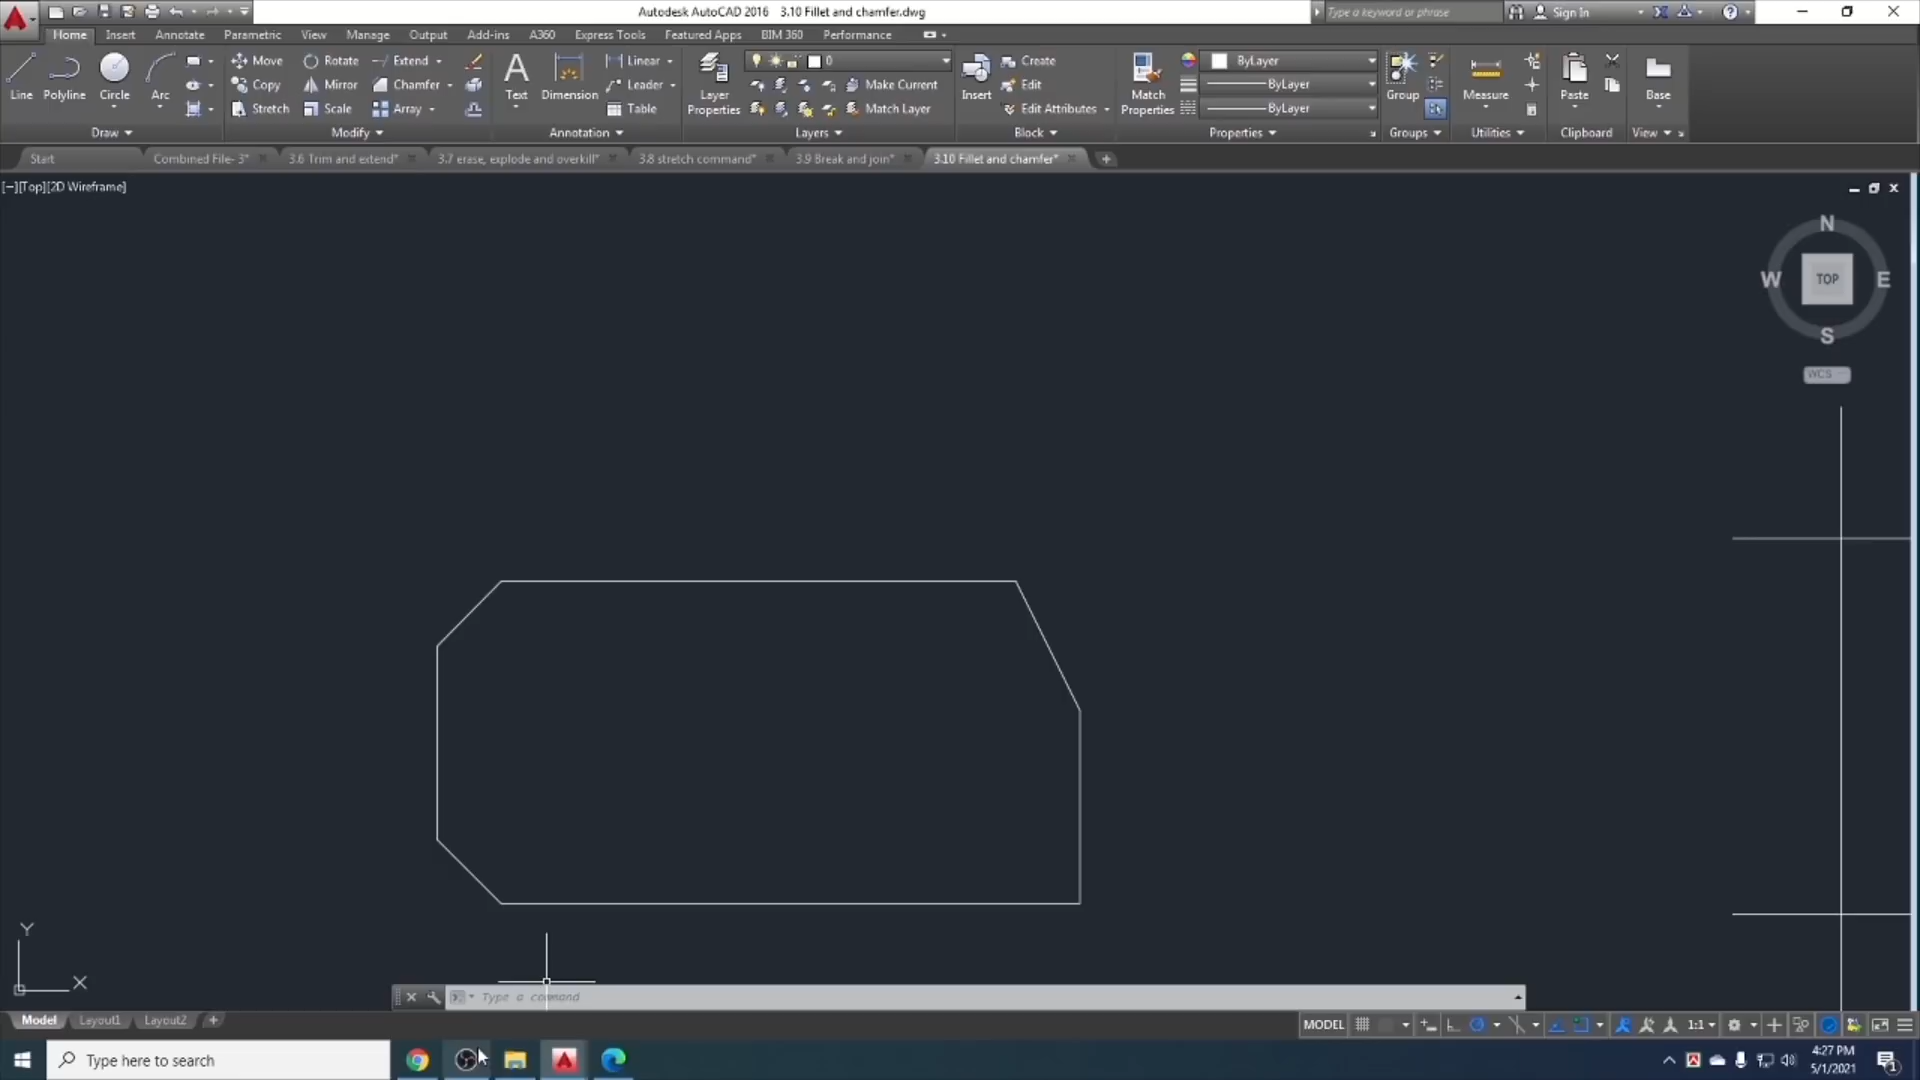 Autodesk AutoCAD 2016 3.10 Fillet and chamfer.dwg
Type a keyword or phrase
Sign In
Home Insert Annotate Parametric View Manage Output Add-ins A360 Express Tools Featured Apps BIM 360 Performance
Line Polyline Circle Arc
Draw
Move Rotate Extend
Copy Mirror Chamfer
Stretch Scale Array
Modify
Text Dimension
Linear
Leader
Table
Annotation
Layer
Properties
0
Make Current
Match Layer
Layers
Insert
Create
Edit
Edit Attributes
Block
Match
Properties
ByLayer
ByLayer
ByLayer
Properties
Group
Groups
Measure
Utilities
Paste
Clipboard
Base
View
Start Combined File- 3* 3.6 Trim and extend* 3.7 erase, explode and overkill* 3.8 stretch command* 3.9 Break and join* 3.10 Fillet and chamfer*
[−][Top][2D Wireframe]
N
W TOP E
S
WCS
Y
X
Type a command
Model Layout1 Layout2
MODEL 1:1
Type here to search
4:27 PM
5/1/2021
1